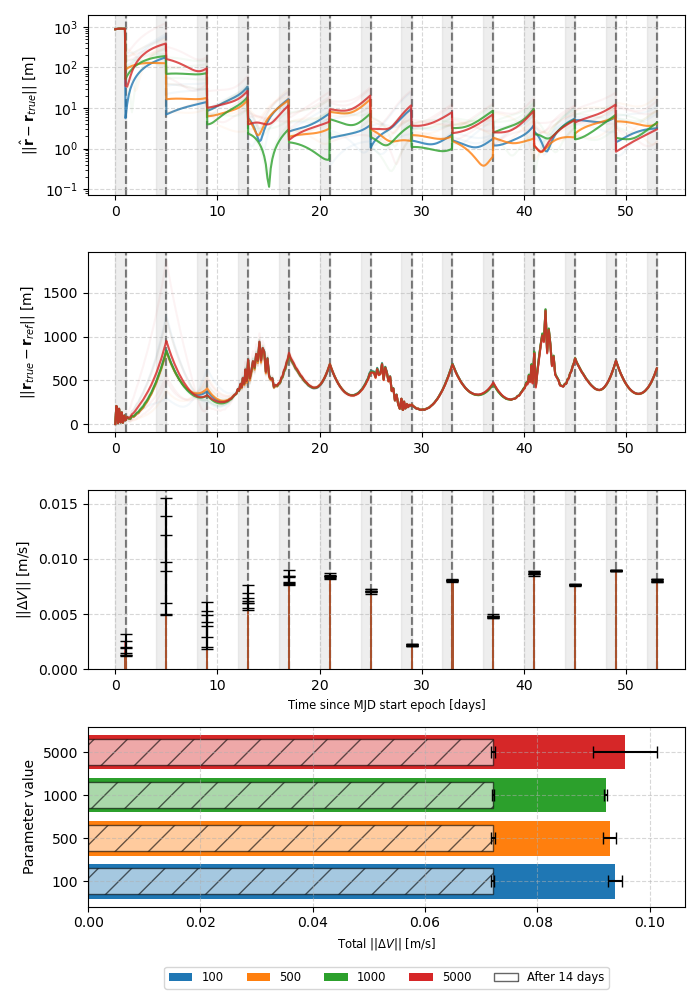 10³
10²
10¹
10⁰
10⁻¹
||r̂ − r_true|| [m]
0 10 20 30 40 50
1500
1000
500
0
||r_true − r_ref|| [m]
0 10 20 30 40 50
0.015
0.010
0.005
0.000
||ΔV|| [m/s]
0 10 20 30 40 50
Time since MJD start epoch [days]
5000
1000
500
100
Parameter value
0.00 0.02 0.04 0.06 0.08 0.10
Total ||ΔV|| [m/s]
100 500 1000 5000 After 14 days